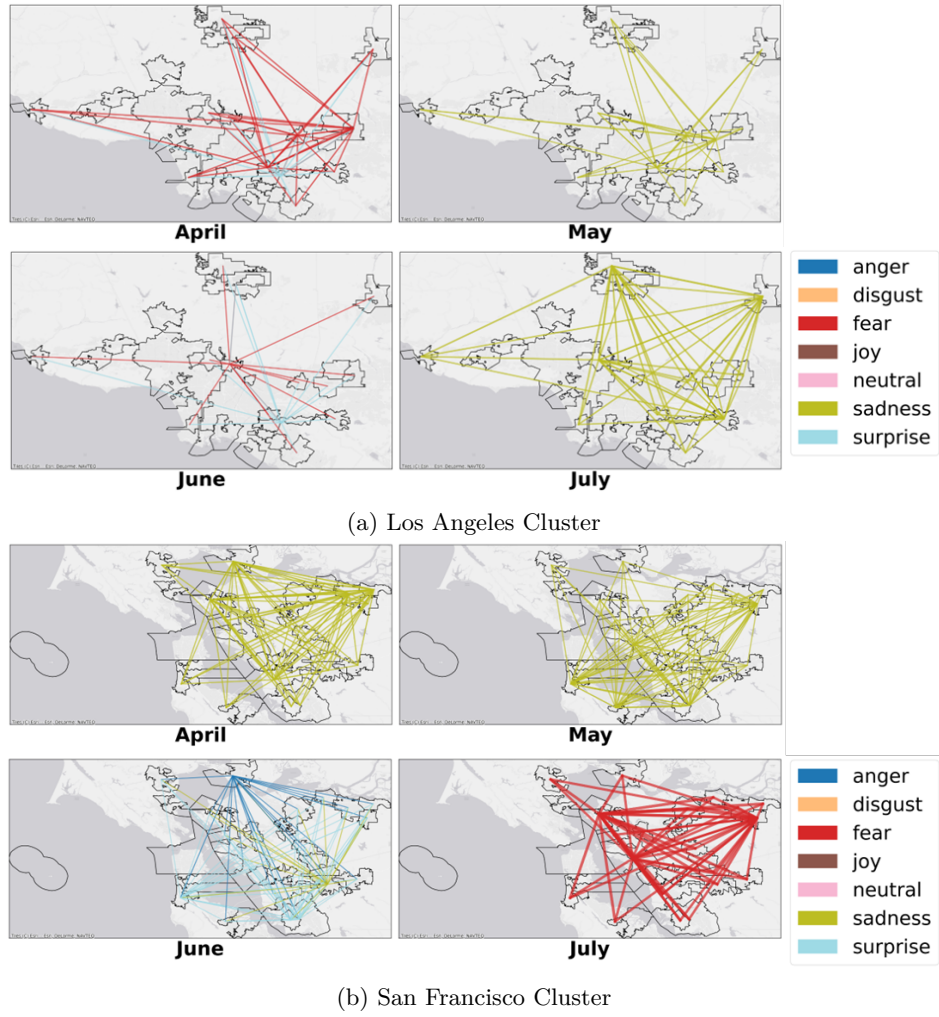 April
May
June
July
anger
disgust
fear
joy
neutral
sadness
surprise
(a) Los Angeles Cluster
April
May
June
July
anger
disgust
fear
joy
neutral
sadness
surprise
(b) San Francisco Cluster